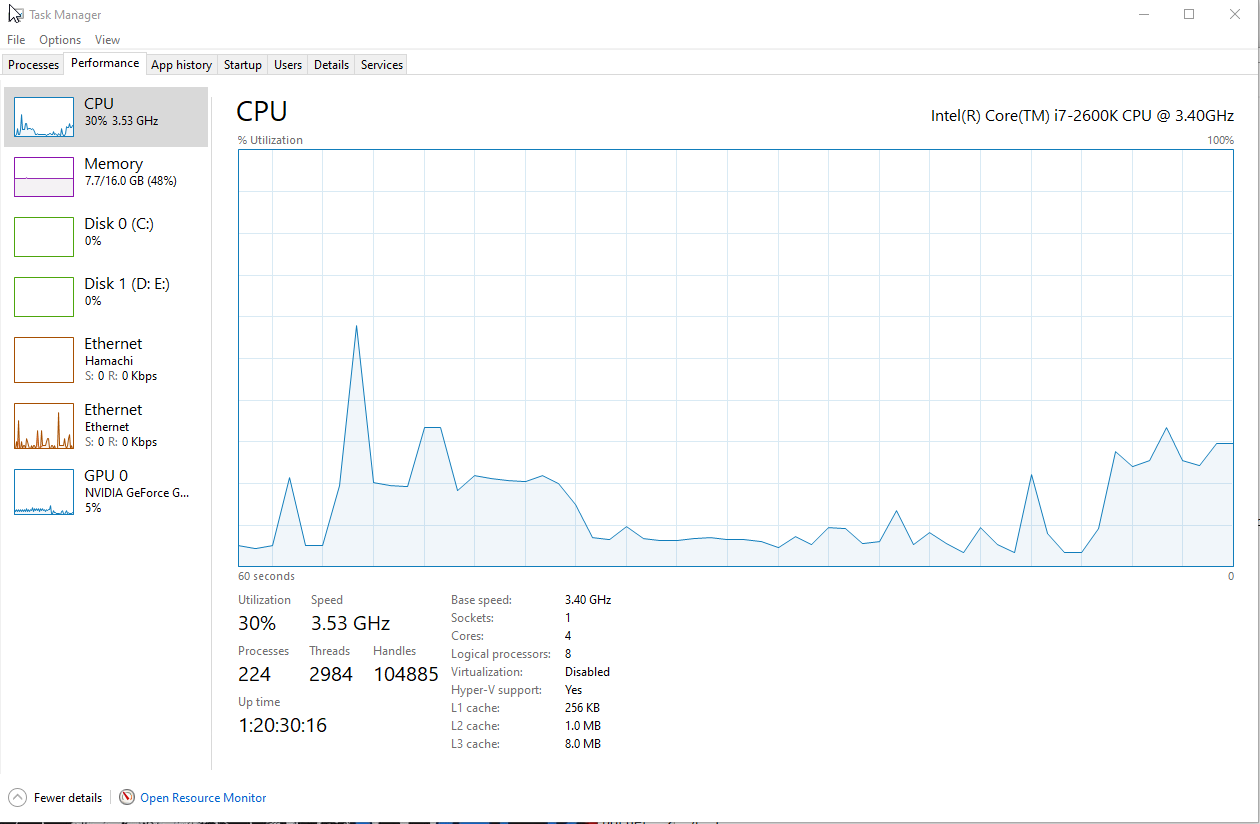 Task Manager
File Options View
Processes Performance App history Startup Users Details Services
CPU
30% 3.53 GHz
Memory
7.7/16.0 GB (48%)
Disk 0 (C:)
0%
Disk 1 (D: E:)
0%
Ethernet
Hamachi
S: 0 R: 0 Kbps
Ethernet
Ethernet
S: 0 R: 0 Kbps
GPU 0
NVIDIA GeForce G...
5%
CPU
Intel(R) Core(TM) i7-2600K CPU @ 3.40GHz
% Utilization 100%
60 seconds 0
Utilization Speed
30% 3.53 GHz
Processes Threads Handles
224 2984 104885
Up time
1:20:30:16
Base speed: 3.40 GHz
Sockets: 1
Cores: 4
Logical processors: 8
Virtualization: Disabled
Hyper-V support: Yes
L1 cache: 256 KB
L2 cache: 1.0 MB
L3 cache: 8.0 MB
Fewer details Open Resource Monitor